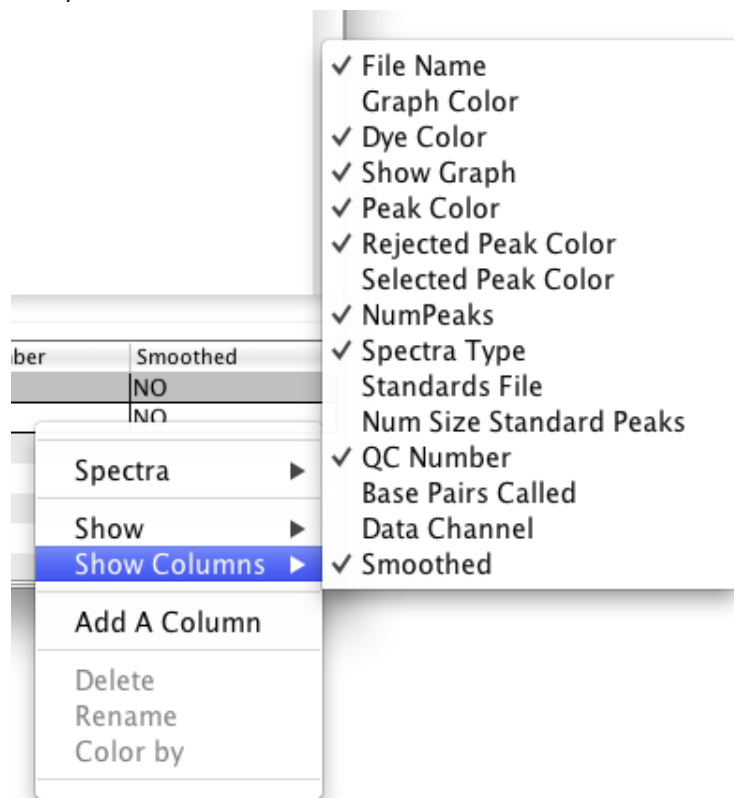 ✓ File Name
Graph Color
✓ Dye Color
✓ Show Graph
✓ Peak Color
✓ Rejected Peak Color
Selected Peak Color
✓ NumPeaks
✓ Spectra Type
Standards File
Num Size Standard Peaks
✓ QC Number
Base Pairs Called
Data Channel
✓ Smoothed
ber Smoothed
NO
NO
Spectra ▶
Show ▶
Show Columns ▶
Add A Column
Delete
Rename
Color by